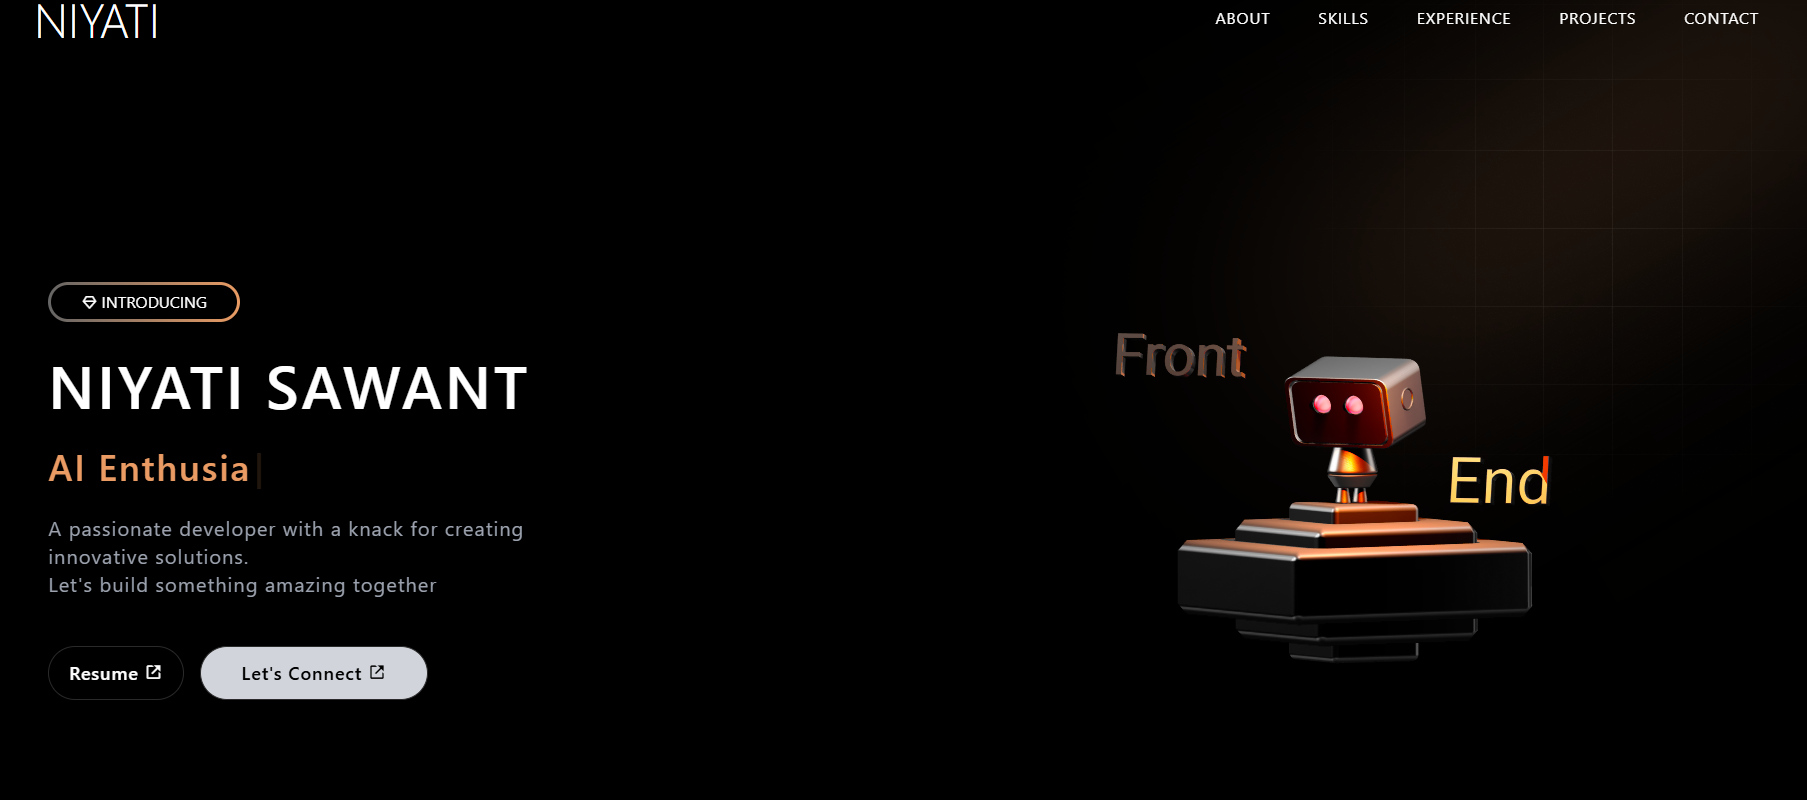 NIYATI
ABOUT SKILLS EXPERIENCE PROJECTS CONTACT
INTRODUCING
NIYATI SAWANT
AI Enthusia
A passionate developer with a knack for creating
innovative solutions.
Let's build something amazing together
Resume
Let's Connect
Front
End